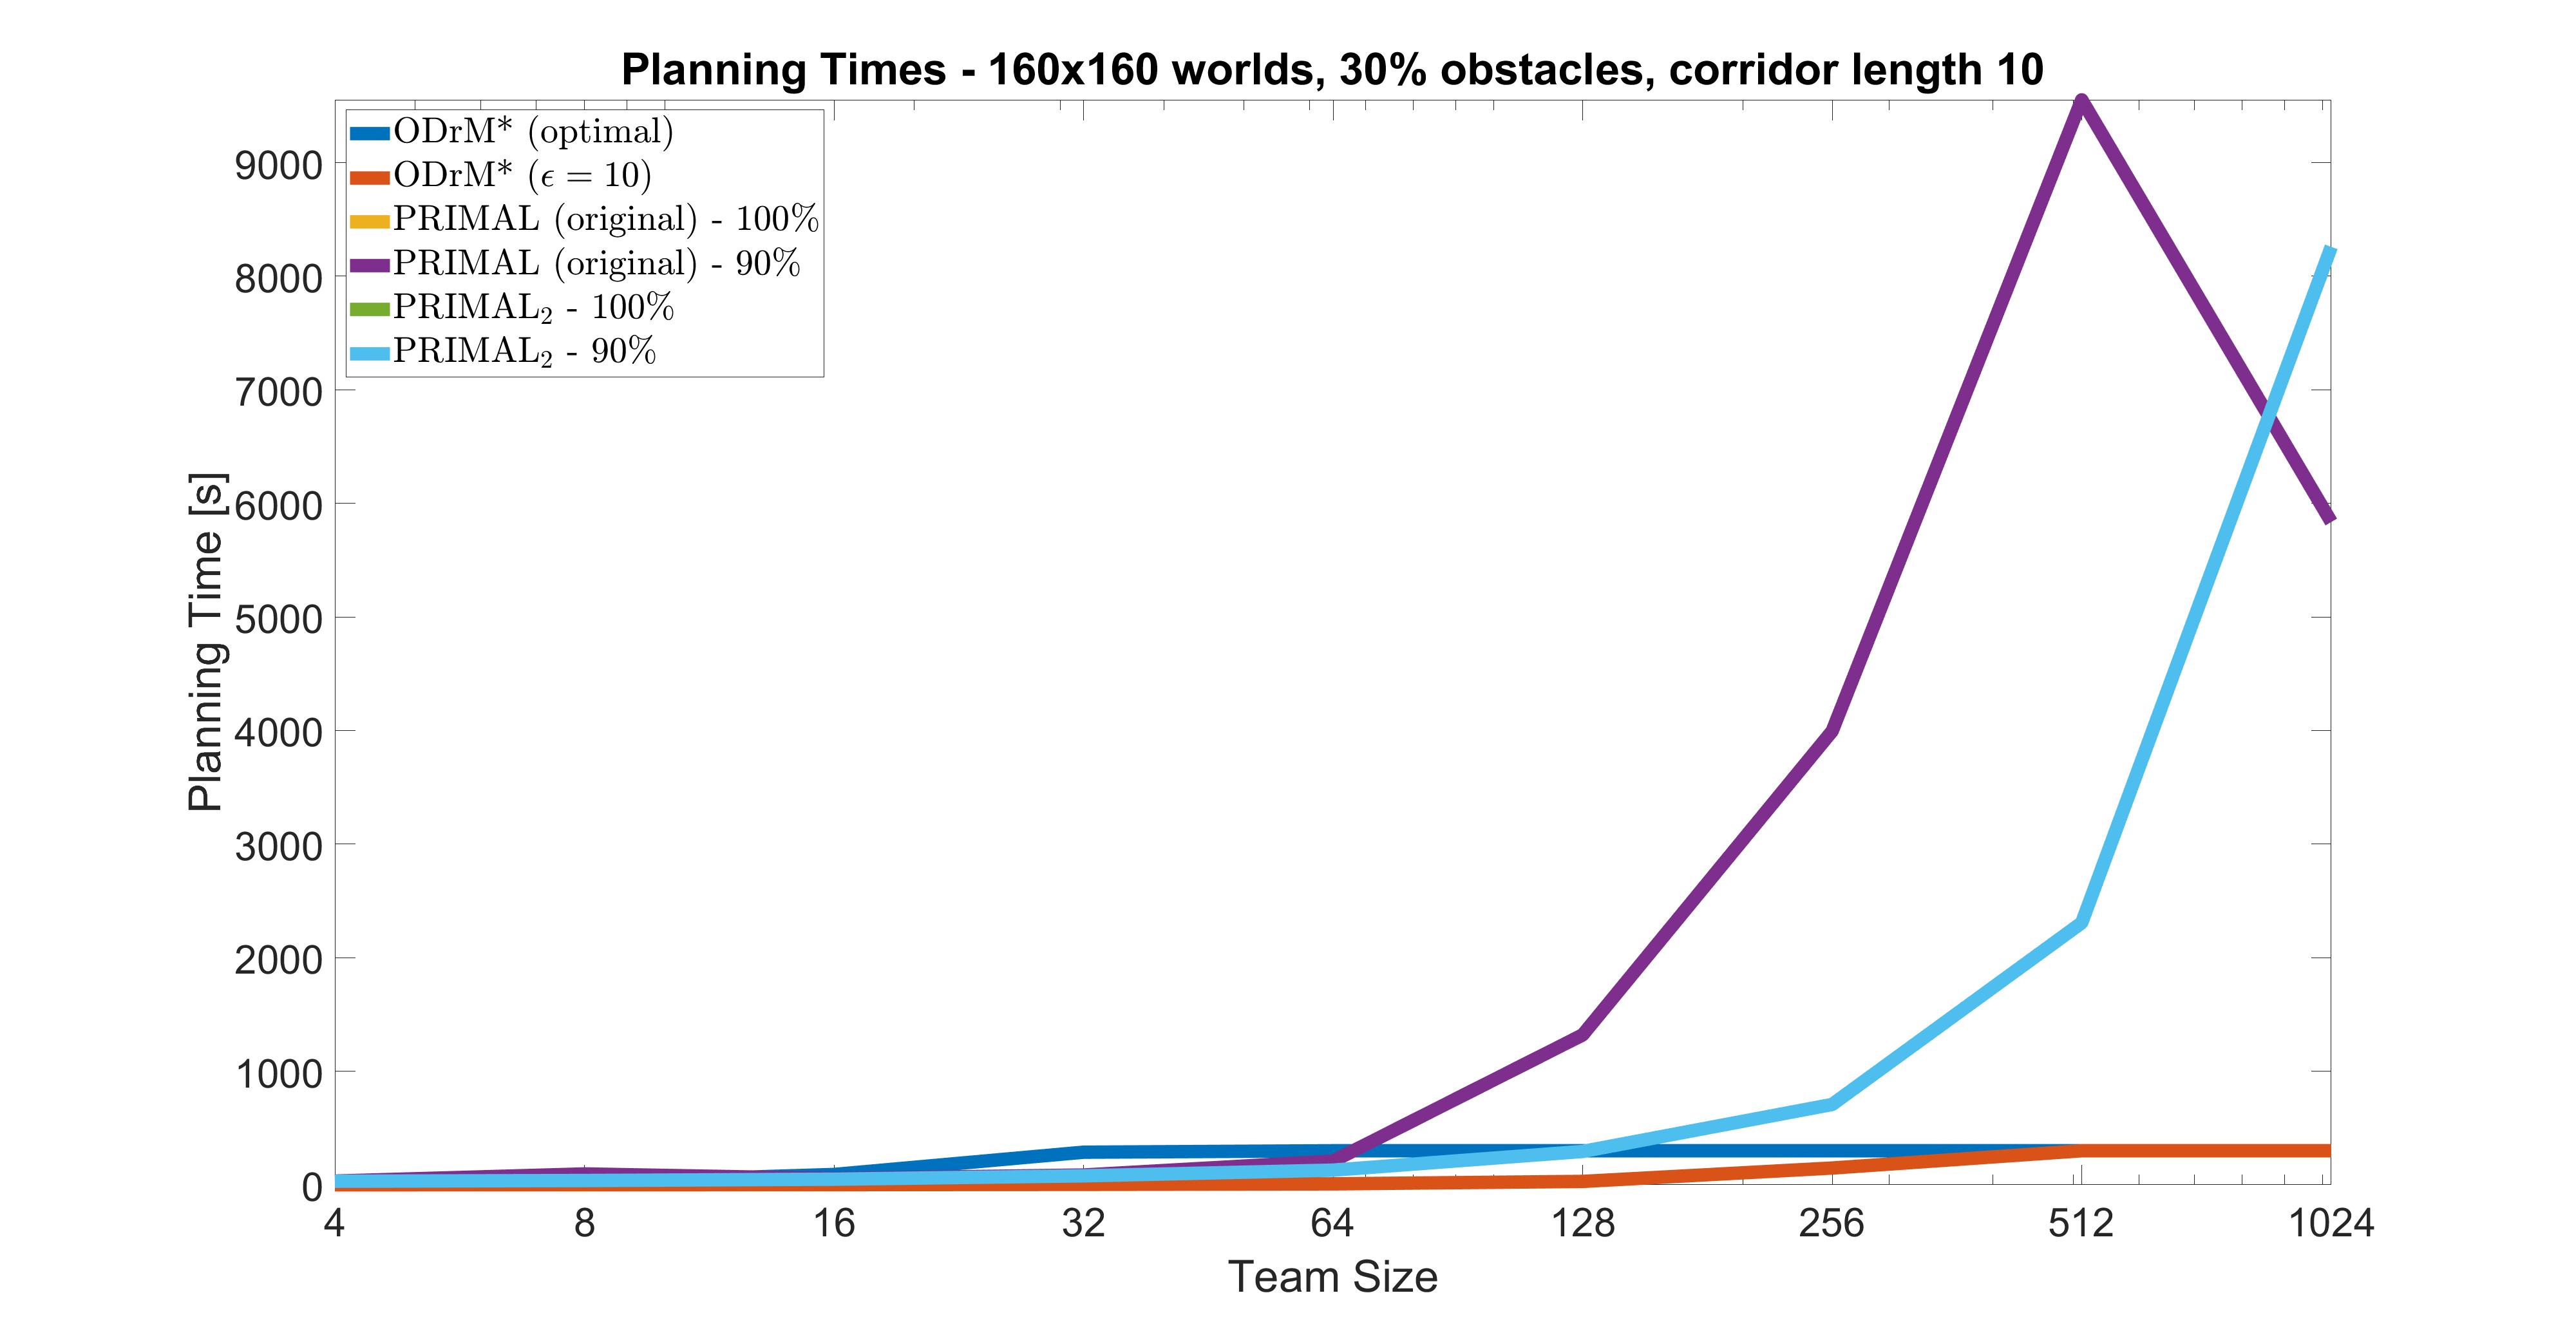 Planning Times - 160x160 worlds, 30% obstacles, corridor length 10
ODrM* (optimal)
ODrM* (ϵ = 10)
PRIMAL (original) - 100%
PRIMAL (original) - 90%
PRIMAL₂ - 100%
PRIMAL₂ - 90%
9000
8000
7000
6000
5000
4000
3000
2000
1000
0
Planning Time [s]
4 8 16 32 64 128 256 512 1024
Team Size